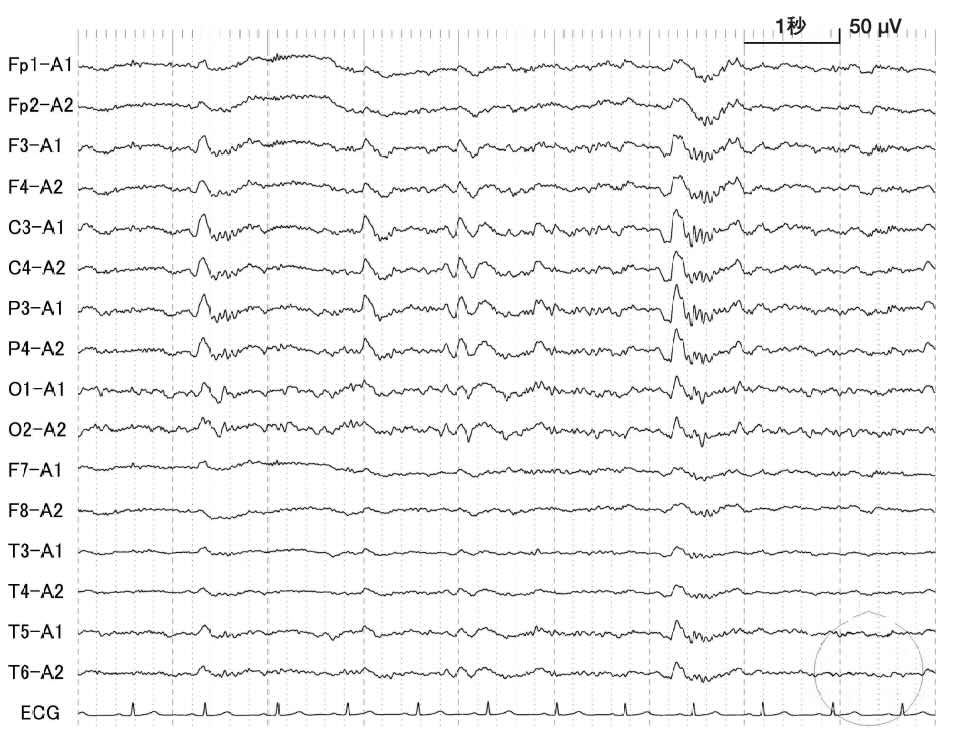 1秒 50 μV
Fp1-A1
Fp2-A2
F3-A1
F4-A2
C3-A1
C4-A2
P3-A1
P4-A2
O1-A1
O2-A2
F7-A1
F8-A2
T3-A1
T4-A2
T5-A1
T6-A2
ECG